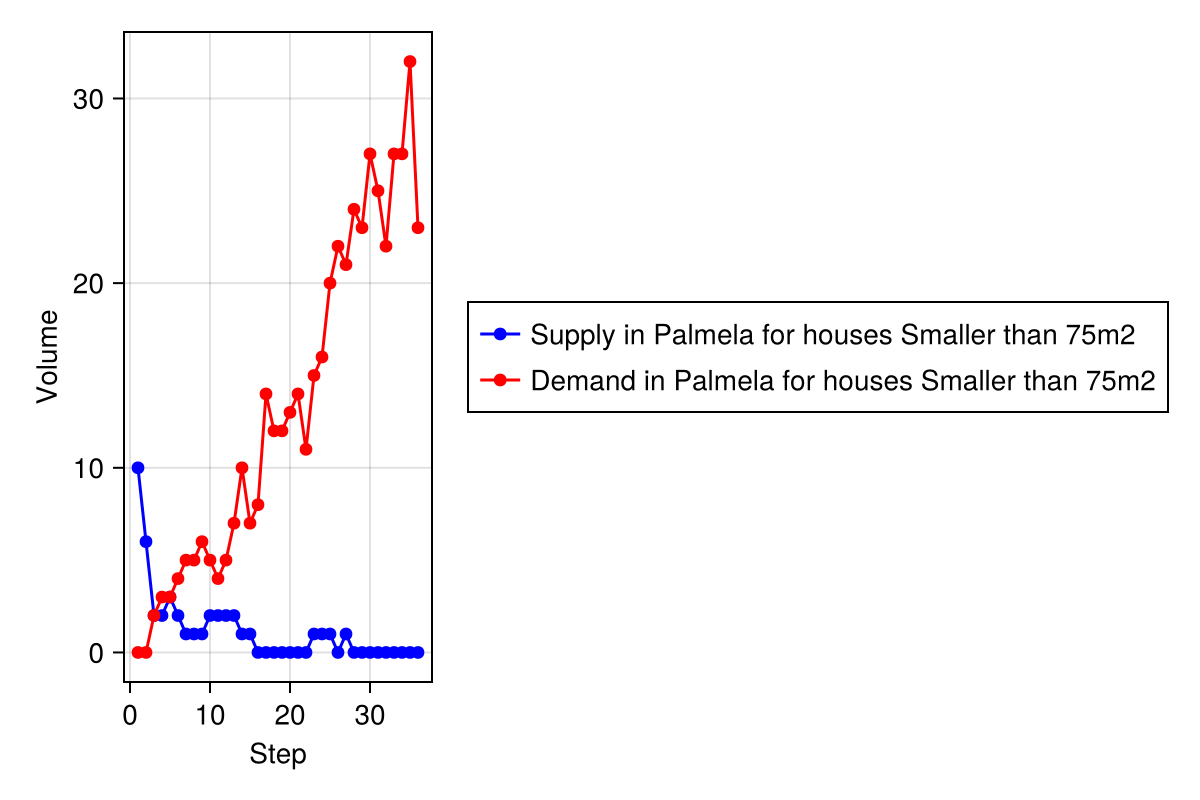 30
20
10
0
Volume
0 10 20 30
Step
Supply in Palmela for houses Smaller than 75m2
Demand in Palmela for houses Smaller than 75m2